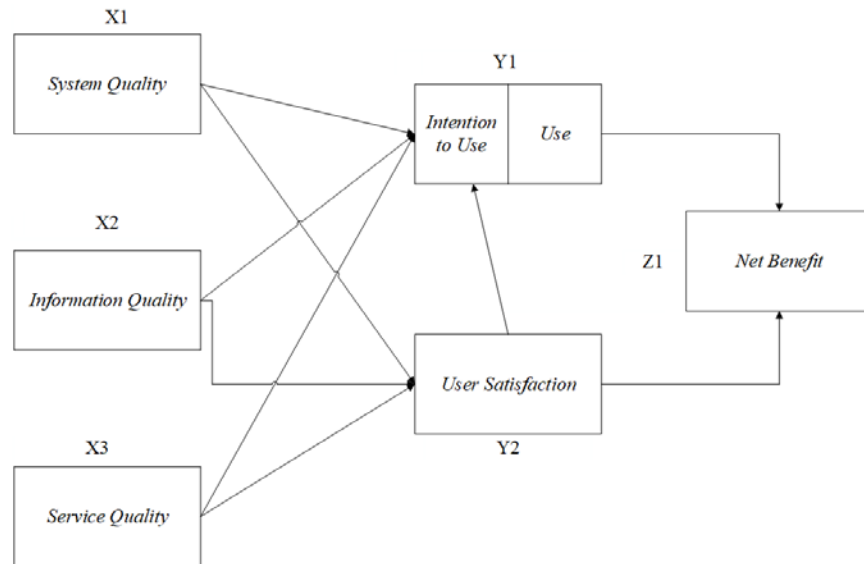 X1
System Quality
Y1
Intention
to Use
Use
X2
Information Quality
Z1
Net Benefit
User Satisfaction
Y2
X3
Service Quality